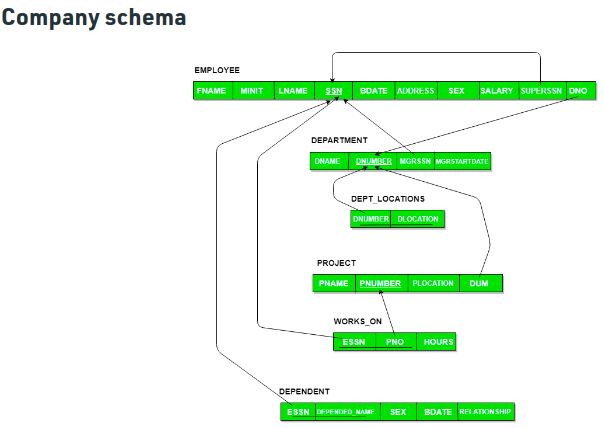 Company schema
EMPLOYEE
FNAME MINIT LNAME SSN BDATE ADDRESS SEX SALARY SUPERSSN DNO
DEPARTMENT
DNAME DNUMBER MGRSSN MGRSTARTDATE
DEPT_LOCATIONS
DNUMBER DLOCATION
PROJECT
PNAME PNUMBER PLOCATION DUM
WORKS_ON
ESSN PNO HOURS
DEPENDENT
ESSN DEPENDED_NAME SEX BDATE RELATIONSHIP